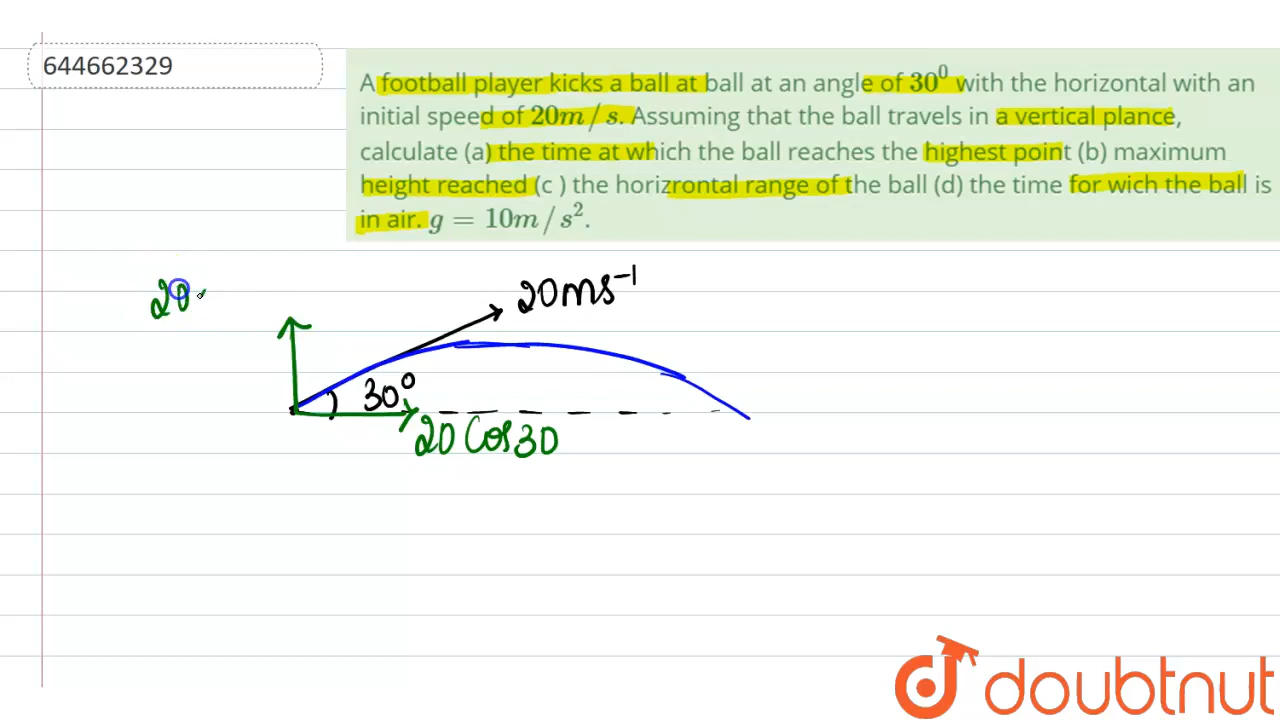 644662329
A football player kicks a ball at ball at an angle of 30⁰ with the horizontal with an
initial speed of 20m/s. Assuming that the ball travels in a vertical plance,
calculate (a) the time at which the ball reaches the highest point (b) maximum
height reached (c ) the horizrontal range of the ball (d) the time for wich the ball is
in air. g = 10m/s².
20
20ms⁻¹
30⁰
20 Cos30
doubtnut